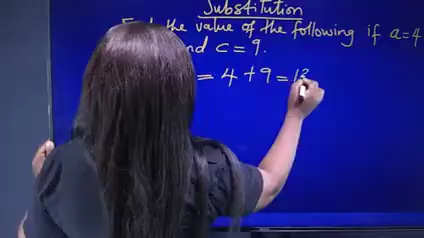 Substitution
the value of the following if a=4
and c = 9.
= 4 + 9 = 13